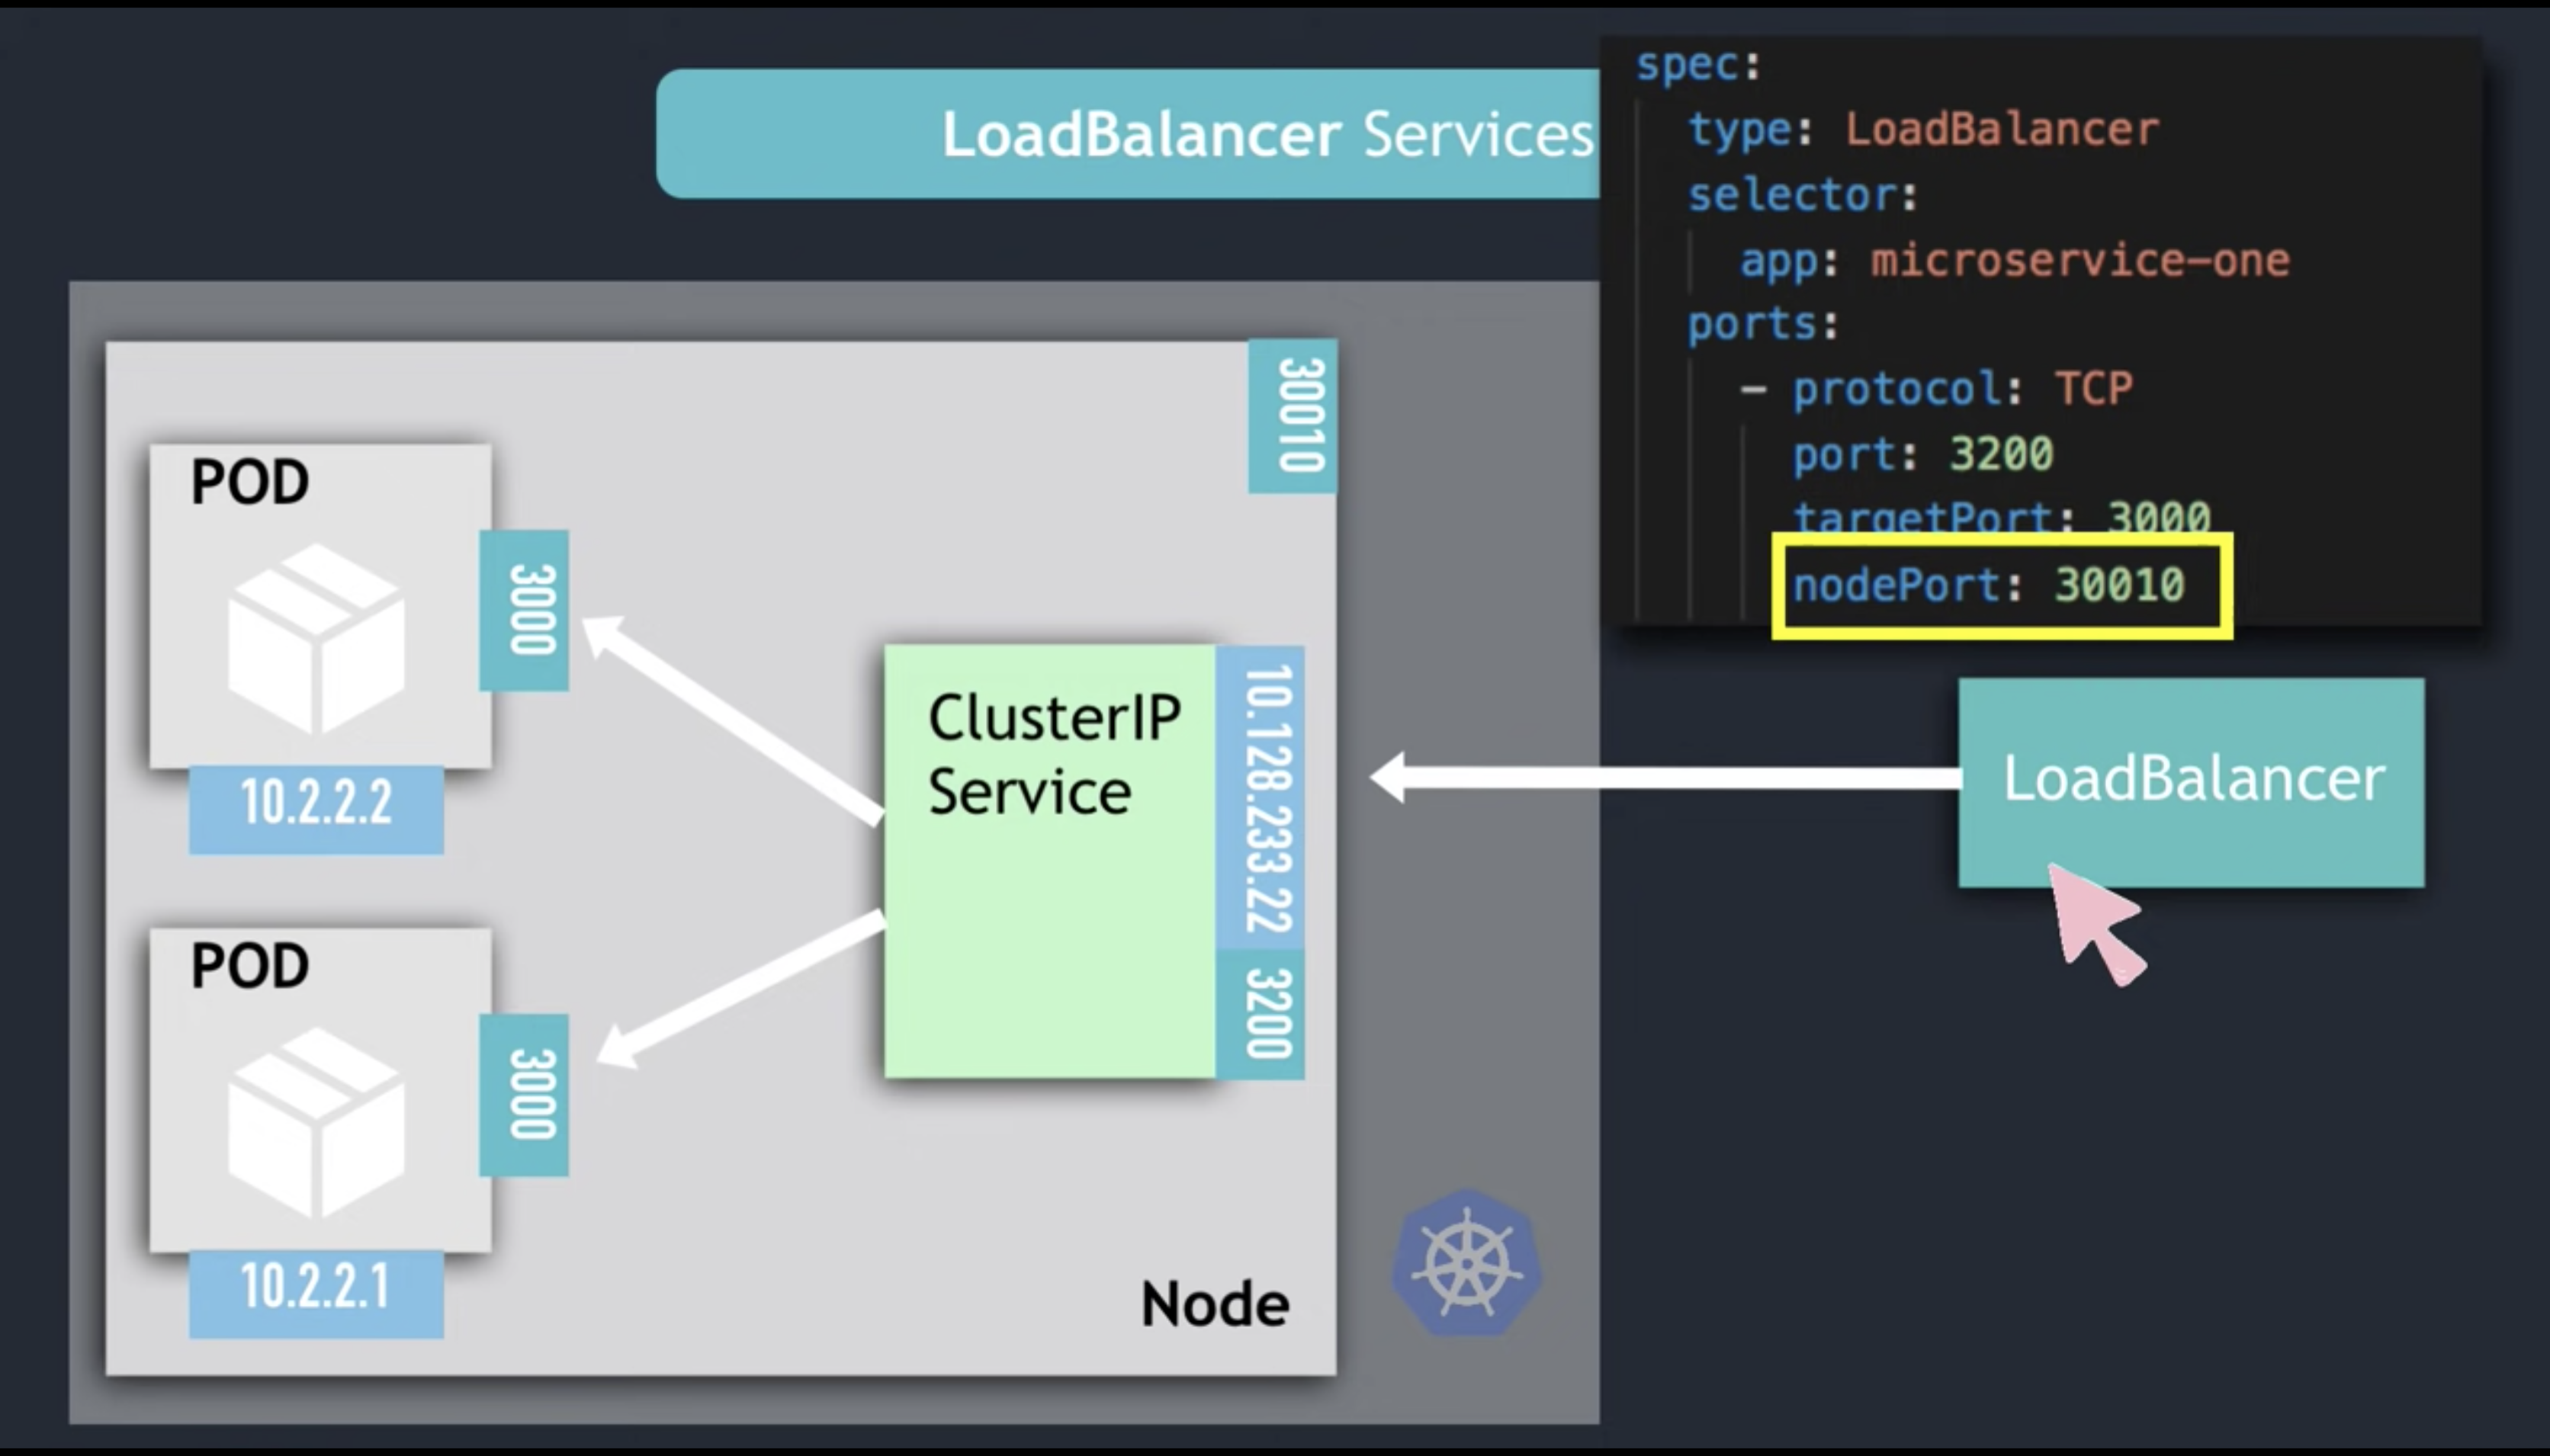 LoadBalancer Services
spec:
type: LoadBalancer
selector:
app: microservice-one
ports:
- protocol: TCP
port: 3200
targetPort: 3000
nodePort: 30010
30010
POD
3000
10.2.2.2
ClusterIP
Service
10.128.233.22
3200
LoadBalancer
POD
3000
10.2.2.1
Node